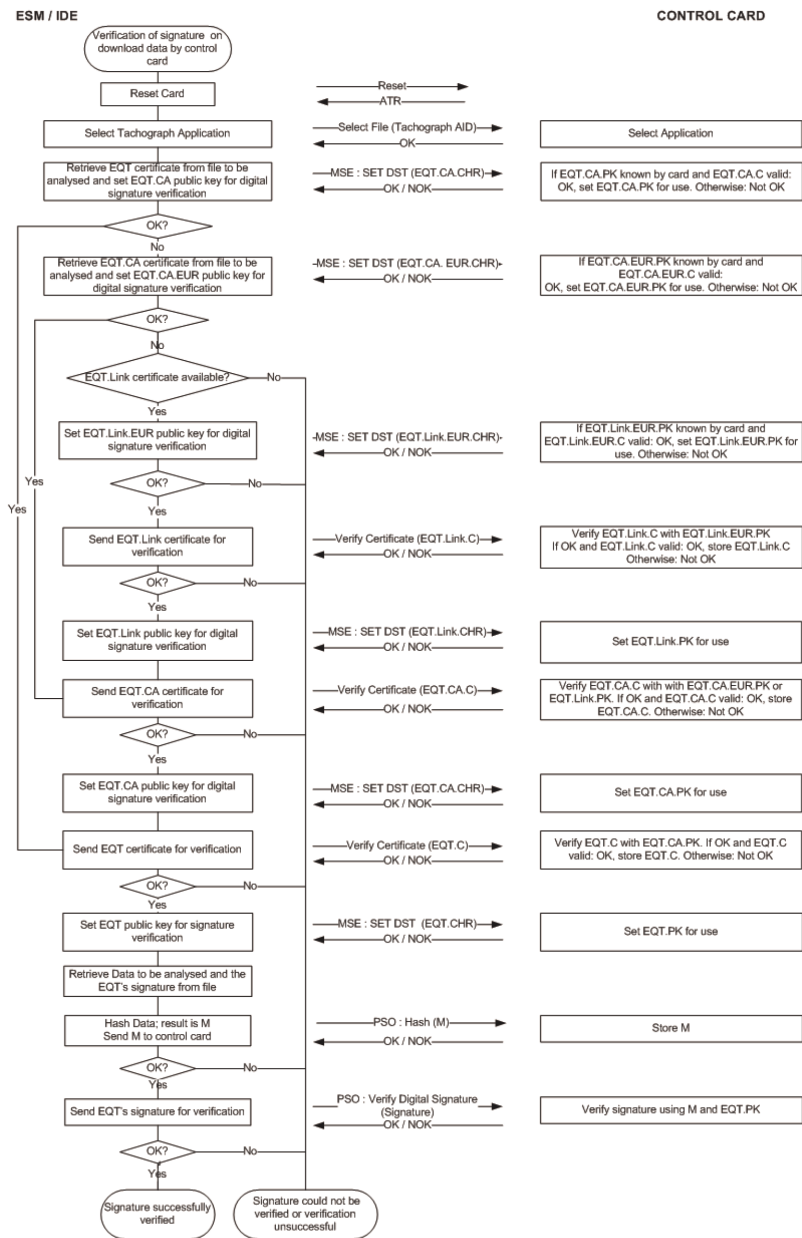 ESM / IDE
CONTROL CARD
Verification of signature on
download data by control
card
Reset Card
Reset
ATR
Select Tachograph Application
Select File (Tachograph AID)
OK
Select Application
Retrieve EQT certificate from file to be
analysed and set EQT.CA public key for digital
signature verification
MSE : SET DST (EQT.CA.CHR)
OK / NOK
If EQT.CA.PK known by card and EQT.CA.C valid:
OK, set EQT.CA.PK for use. Otherwise: Not OK
OK?
No
Retrieve EQT.CA certificate from file to be
analysed and set EQT.CA.EUR public key for
digital signature verification
MSE : SET DST (EQT.CA. EUR.CHR)
OK / NOK
If EQT.CA.EUR.PK known by card and
EQT.CA.EUR.C valid:
OK, set EQT.CA.EUR.PK for use. Otherwise: Not OK
OK?
No
EQT.Link certificate available?
No
Yes
Set EQT.Link.EUR public key for digital
signature verification
MSE : SET DST (EQT.Link.EUR.CHR)
OK / NOK
If EQT.Link.EUR.PK known by card and
EQT.Link.EUR.C valid: OK, set EQT.Link.EUR.PK for
use. Otherwise: Not OK
OK?
No
Yes
Yes
Yes
Send EQT.Link certificate for
verification
Verify Certificate (EQT.Link.C)
OK / NOK
Verify EQT.Link.C with EQT.Link.EUR.PK
If OK and EQT.Link.C valid: OK, store EQT.Link.C
Otherwise: Not OK
OK?
No
Yes
Set EQT.Link public key for digital
signature verification
MSE : SET DST (EQT.Link.CHR)
OK / NOK
Set EQT.Link.PK for use
Send EQT.CA certificate for
verification
Verify Certificate (EQT.CA.C)
OK / NOK
Verify EQT.CA.C with with EQT.CA.EUR.PK or
EQT.Link.PK. If OK and EQT.CA.C valid: OK, store
EQT.CA.C. Otherwise: Not OK
OK?
No
Yes
Set EQT.CA public key for digital
signature verification
MSE : SET DST (EQT.CA.CHR)
OK / NOK
Set EQT.CA.PK for use
Send EQT certificate for verification
Verify Certificate (EQT.C)
OK / NOK
Verify EQT.C with EQT.CA.PK. If OK and EQT.C
valid: OK, store EQT.C. Otherwise: Not OK
OK?
No
Yes
Set EQT public key for signature
verification
MSE : SET DST (EQT.CHR)
OK / NOK
Set EQT.PK for use
Retrieve Data to be analysed and the
EQT's signature from file
Hash Data; result is M
Send M to control card
PSO : Hash (M)
OK / NOK
Store M
OK?
No
Yes
Send EQT's signature for verification
PSO : Verify Digital Signature
(Signature)
OK / NOK
Verify signature using M and EQT.PK
OK?
No
Yes
Signature successfully
verified
Signature could not be
verified or verification
unsuccessful